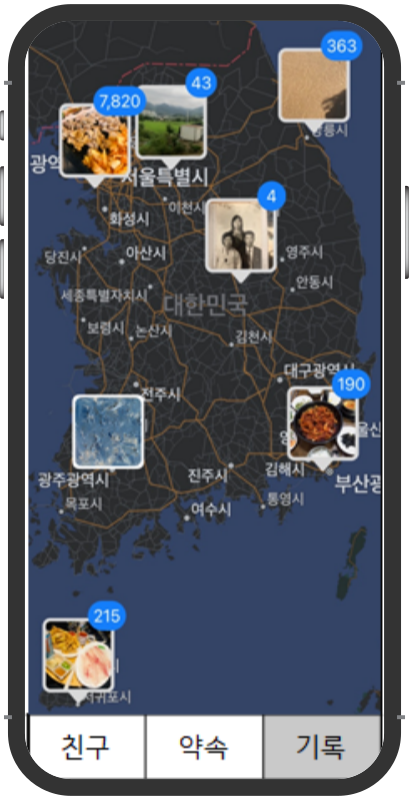 363
43
7,820
강릉시
광역
서울특별시
이천시
화성시
4
당진시
아산시
영주시
안동시
세종특별자치시
대한민국
보령시
논산시
김천시
대구광역시
190
전주시
울산
광주광역시
진주시
김해시
부산광
목포시
여수시
통영시
215
서귀포시
친구
약속
기록